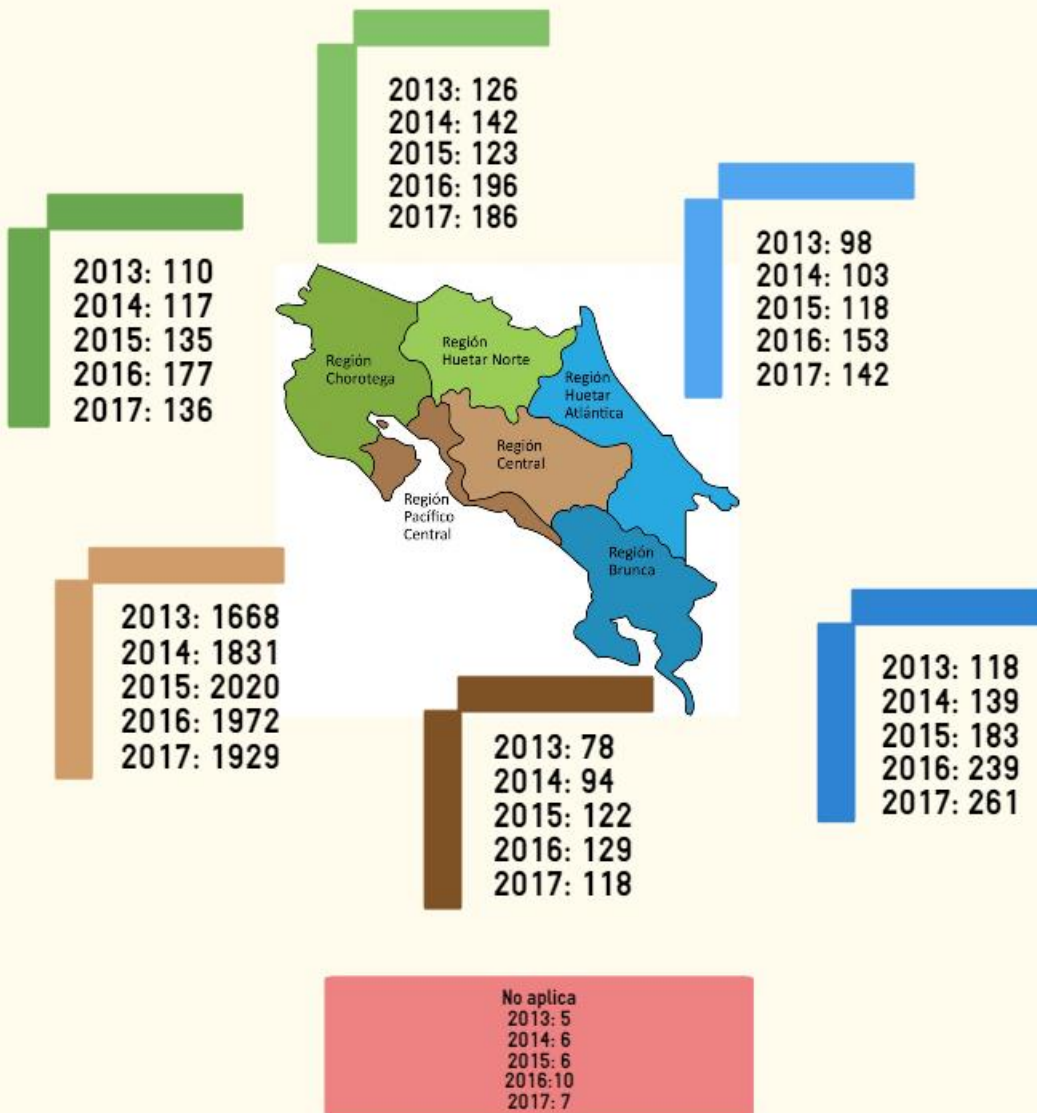 2013: 126
2014: 142
2015: 123
2016: 196
2017: 186
2013: 110
2014: 117
2015: 135
2016: 177
2017: 136
2013: 98
2014: 103
2015: 118
2016: 153
2017: 142
Región
Chorotega
Región
Huetar Norte
Región
Huetar
Atlántica
Región
Central
Región
Pacífico
Central
Región
Brunca
2013: 1668
2014: 1831
2015: 2020
2016: 1972
2017: 1929
2013: 78
2014: 94
2015: 122
2016: 129
2017: 118
2013: 118
2014: 139
2015: 183
2016: 239
2017: 261
No aplica
2013: 5
2014: 6
2015: 6
2016:10
2017: 7